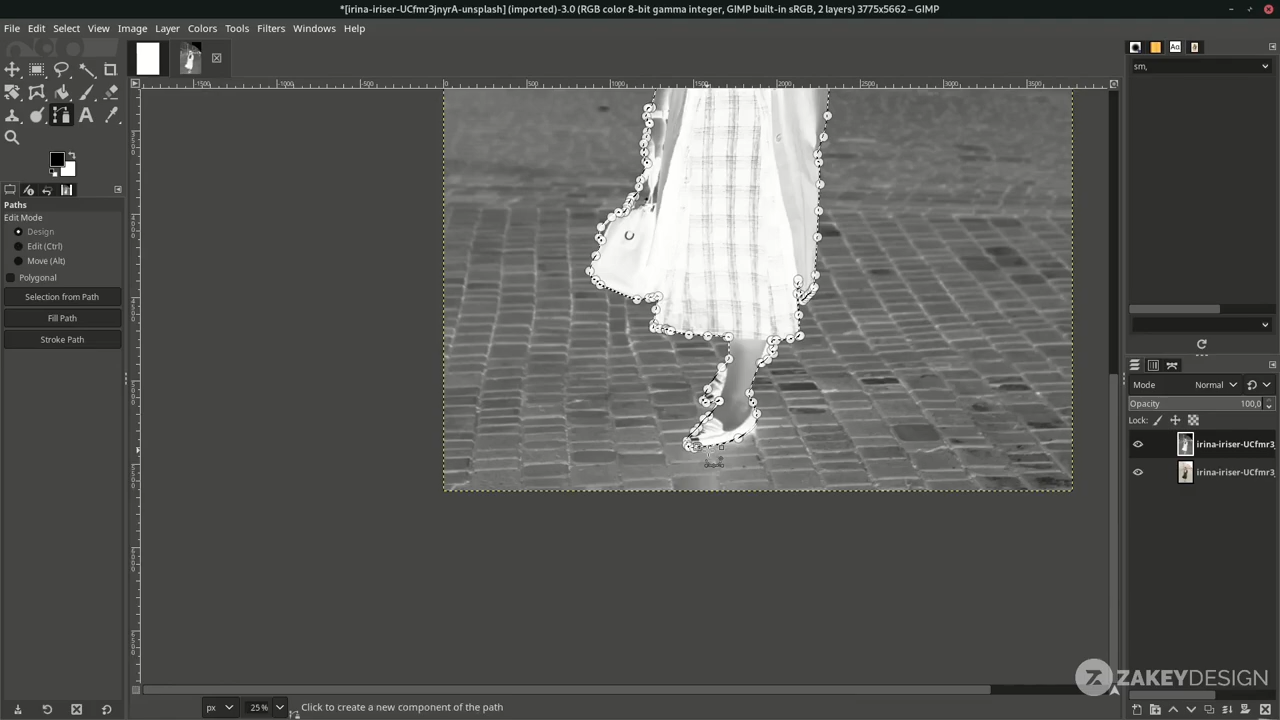 *[irina-iriser-UCfmr3jnyrA-unsplash] (imported)-3.0 (RGB color 8-bit gamma integer, GIMP built-in sRGB, 2 layers) 3775x5662 – GIMP
File Edit Select View Image Layer Colors Tools Filters Windows Help
sm,
Paths
Edit Mode
Design
Edit (Ctrl)
Move (Alt)
Polygonal
Selection from Path
Fill Path
Stroke Path
Mode Normal
Opacity 100,0
Lock:
irina-iriser-UCfmr3
irina-iriser-UCfmr3
px 25 % Click to create a new component of the path
ZAKEYDESIGN